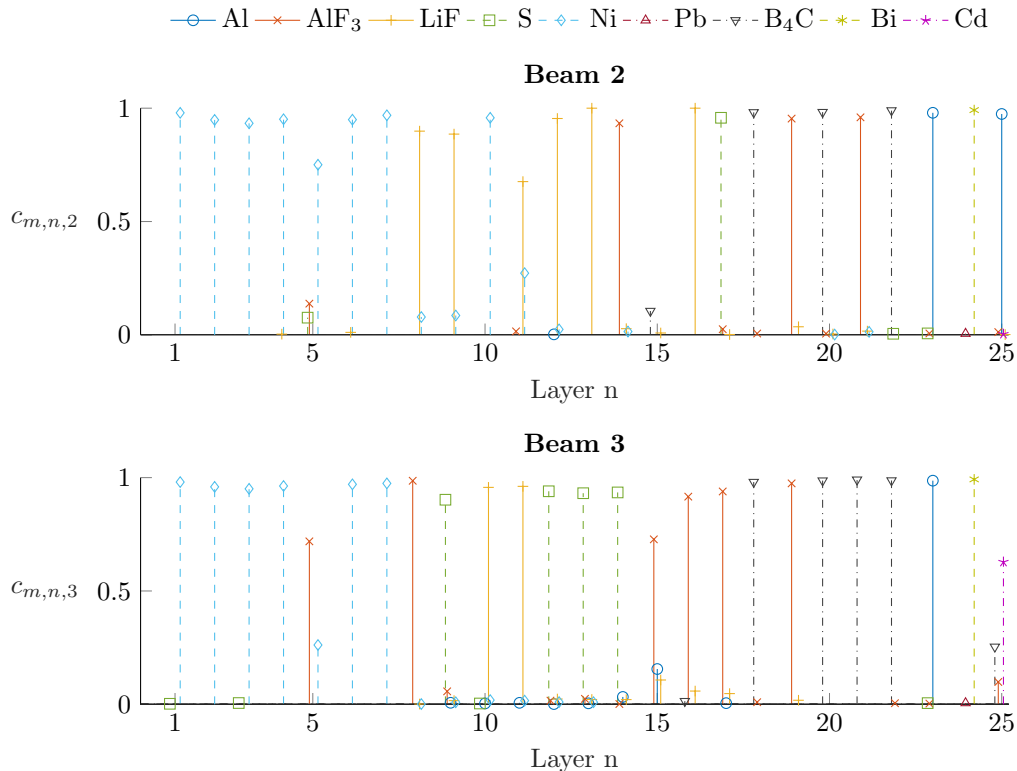 Al AlF₃ LiF S Ni Pb B₄C Bi Cd
Beam 2
1
0.5
0
c_{m,n,2}
1 5 10 15 20 25
Layer n
Beam 3
1
0.5
0
c_{m,n,3}
1 5 10 15 20 25
Layer n